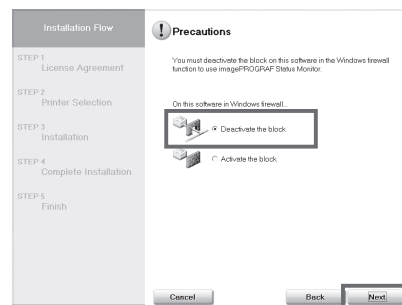 Installation Flow
STEP 1
License Agreement
STEP 2
Printer Selection
STEP 3
Installation
STEP 4
Complete Installation
STEP 5
Finish
Precautions
You must deactivate the block on this software in the Windows firewall
function to use imagePROGRAF Status Monitor.
On this software in Windows firewall...
Deactivate the block
Activate the block
Cancel
Back
Next